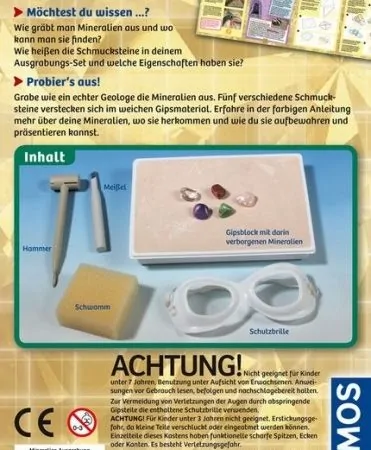 Möchtest du wissen ...?
Wie gräbt man Mineralien aus und wo
kann man sie finden?
Wie heißen die Schmucksteine in deinem
Ausgrabungs-Set und welche Eigenschaften haben sie?
Probier's aus!
Grabe wie ein echter Geologe die Mineralien aus. Fünf verschiedene Schmuck-
steine verstecken sich im weichen Gipsmaterial. Erfahre in der farbigen Anleitung
mehr über deine Mineralien, wo sie herkommen und wie du sie aufbewahren und
präsentieren kannst.
Inhalt
Meißel
Hammer
Gipsblock mit darin
verborgenen Mineralien
Schwamm
Schutzbrille
ACHTUNG! Nicht geeignet für Kinder
unter 7 Jahren. Benutzung unter Aufsicht von Erwachsenen. Anwei-
sungen vor Gebrauch lesen, befolgen und nachschlagebereit halten.
Zur Vermeidung von Verletzungen der Augen durch abspringende
Gipsteile die enthaltene Schutzbrille verwenden.
ACHTUNG! Für Kinder unter 3 Jahren nicht geeignet. Erstickungsge-
fahr, da kleine Teile verschluckt oder eingeatmet werden können.
Einzelteile dieses Kastens haben funktionelle scharfe Spitzen, Ecken
oder Kanten. Es besteht Verletzungsgefahr.
CE
0-3
MOS